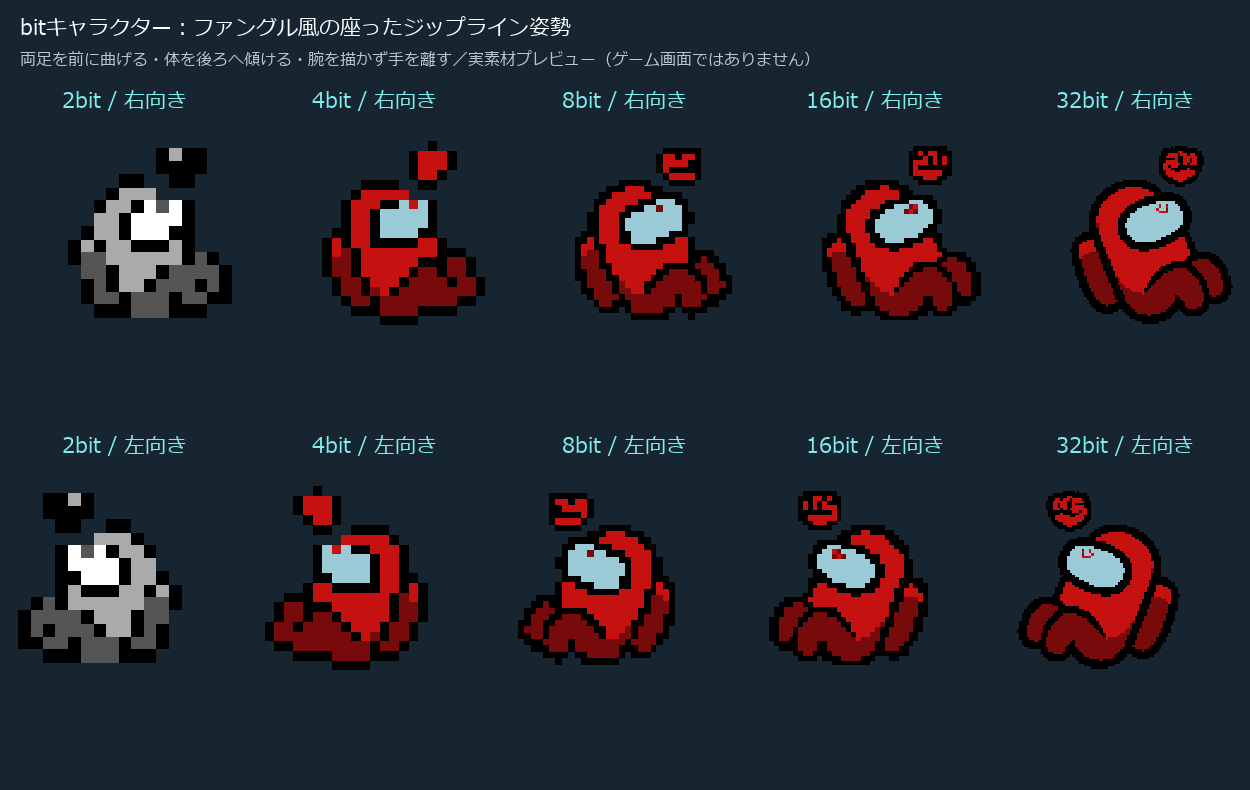 bitキャラクター：ファングル風の座ったジップライン姿勢
両足を前に曲げる・体を後ろへ傾ける・腕を描かず手を離す／実素材プレビュー（ゲーム画面ではありません）
2bit / 右向き
4bit / 右向き
8bit / 右向き
16bit / 右向き
32bit / 右向き
2bit / 左向き
4bit / 左向き
8bit / 左向き
16bit / 左向き
32bit / 左向き